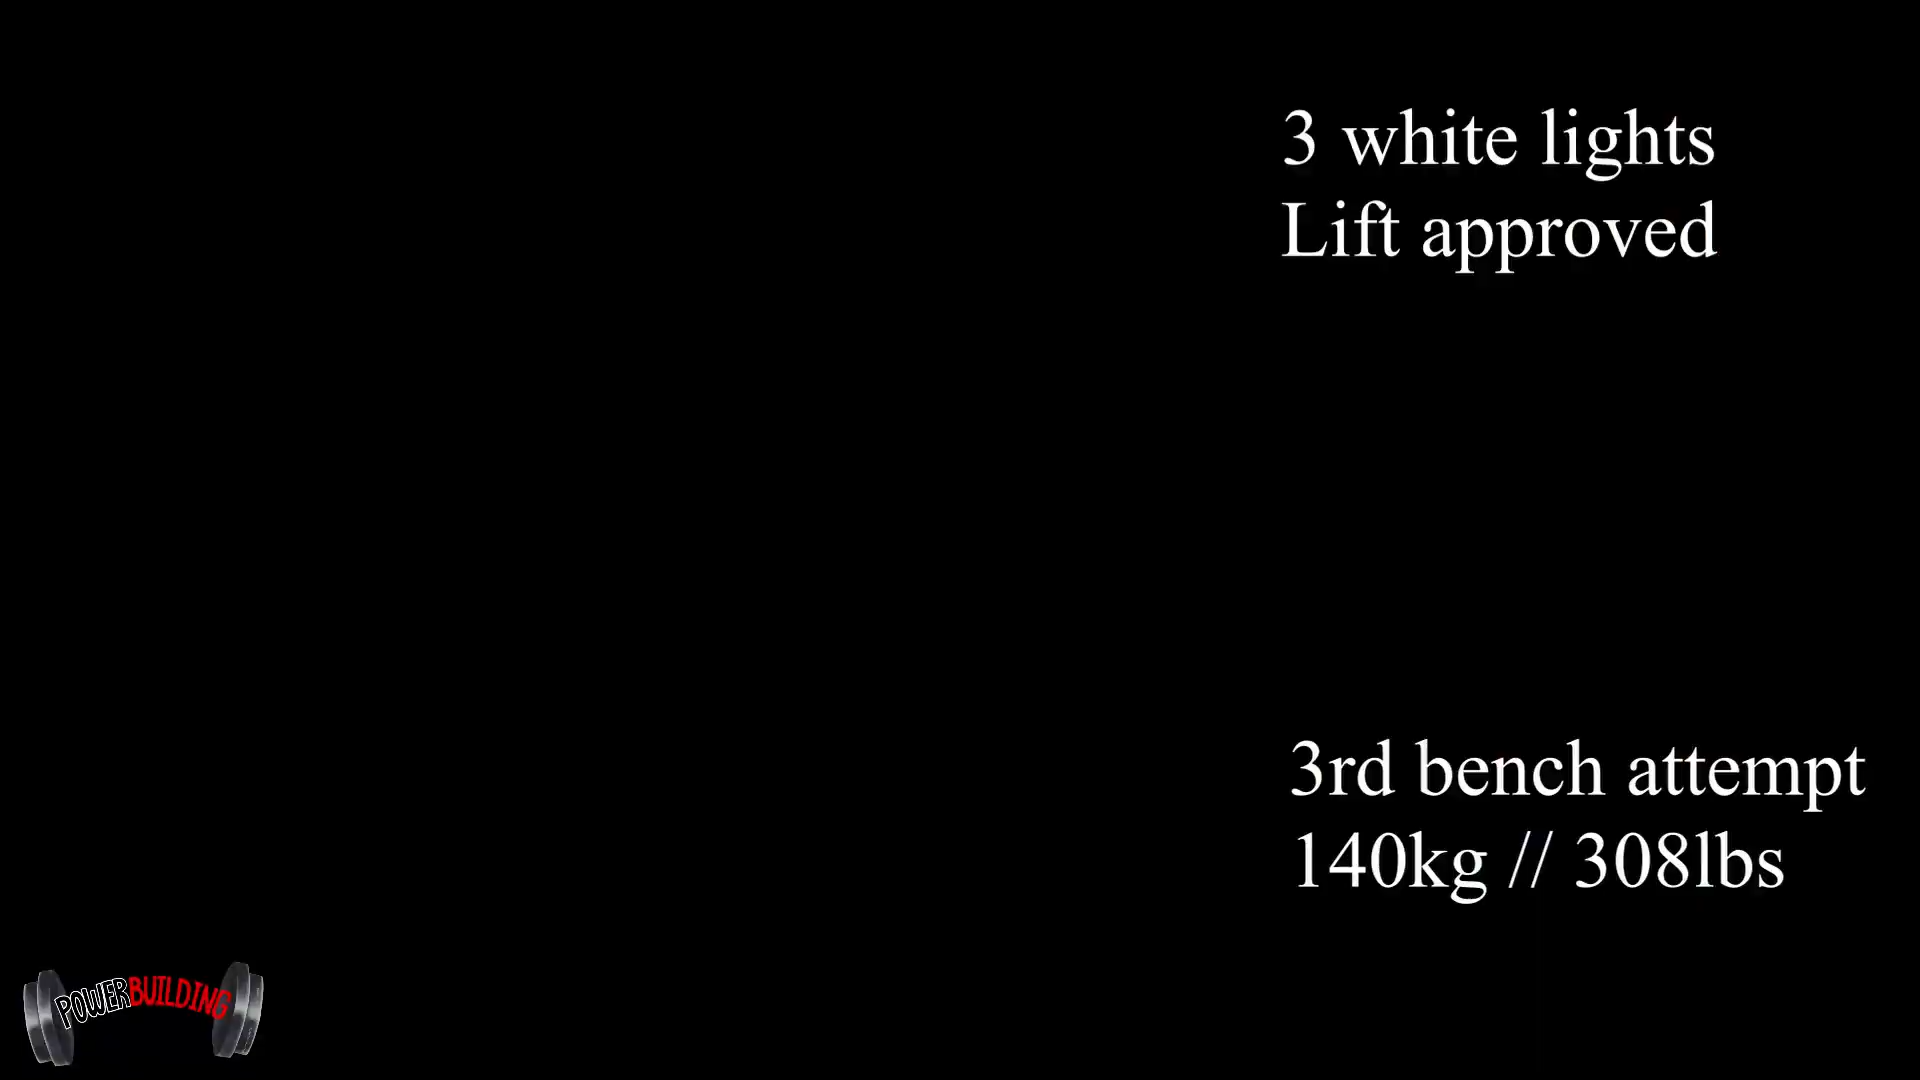 3 white lights
Lift approved
3rd bench attempt
140kg // 308lbs
POWERBUILDING